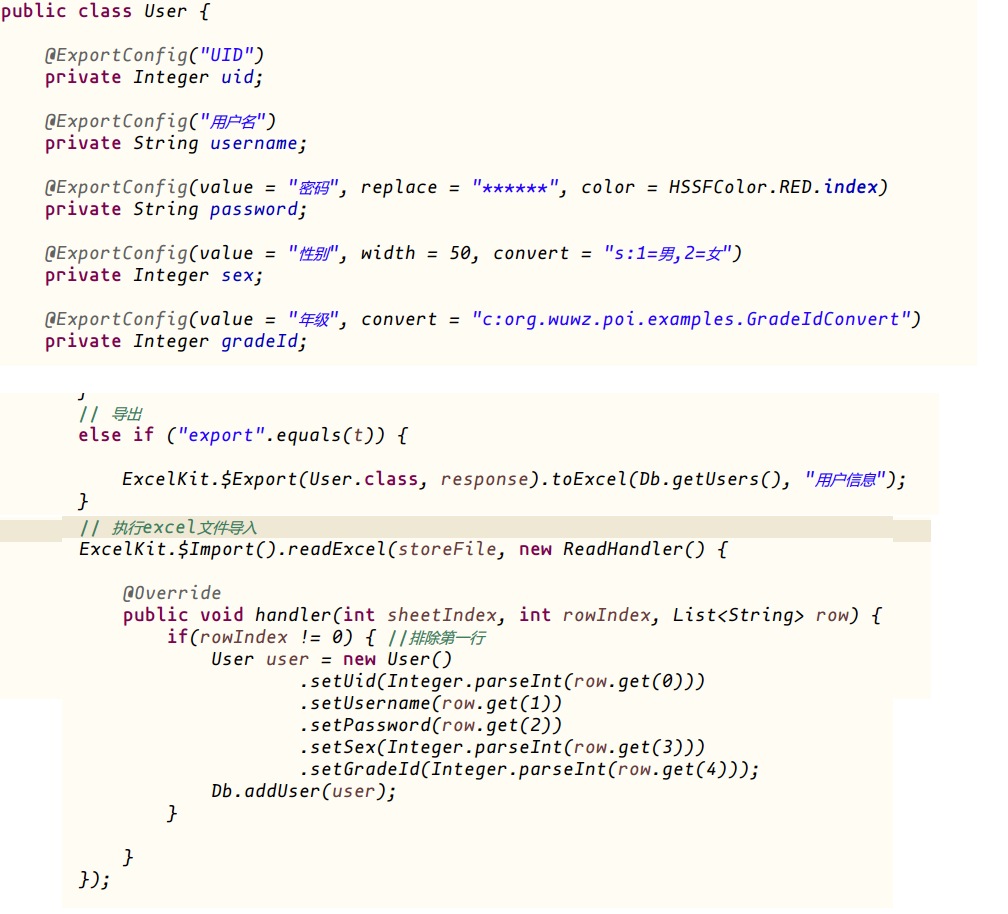 public class User {
@ExportConfig("UID")
private Integer uid;
@ExportConfig("用户名")
private String username;
@ExportConfig(value = "密码", replace = "******", color = HSSFColor.RED.index)
private String password;
@ExportConfig(value = "性别", width = 50, convert = "s:1=男,2=女")
private Integer sex;
@ExportConfig(value = "年级", convert = "c:org.wuwz.poi.examples.GradeIdConvert")
private Integer gradeId;
}
// 导出
else if ("export".equals(t)) {
ExcelKit.$Export(User.class, response).toExcel(Db.getUsers(), "用户信息");
}
// 执行excel文件导入
ExcelKit.$Import().readExcel(storeFile, new ReadHandler() {
@Override
public void handler(int sheetIndex, int rowIndex, List<String> row) {
if(rowIndex != 0) { //排除第一行
User user = new User()
.setUid(Integer.parseInt(row.get(0)))
.setUsername(row.get(1))
.setPassword(row.get(2))
.setSex(Integer.parseInt(row.get(3)))
.setGradeId(Integer.parseInt(row.get(4)));
Db.addUser(user);
}
}
});